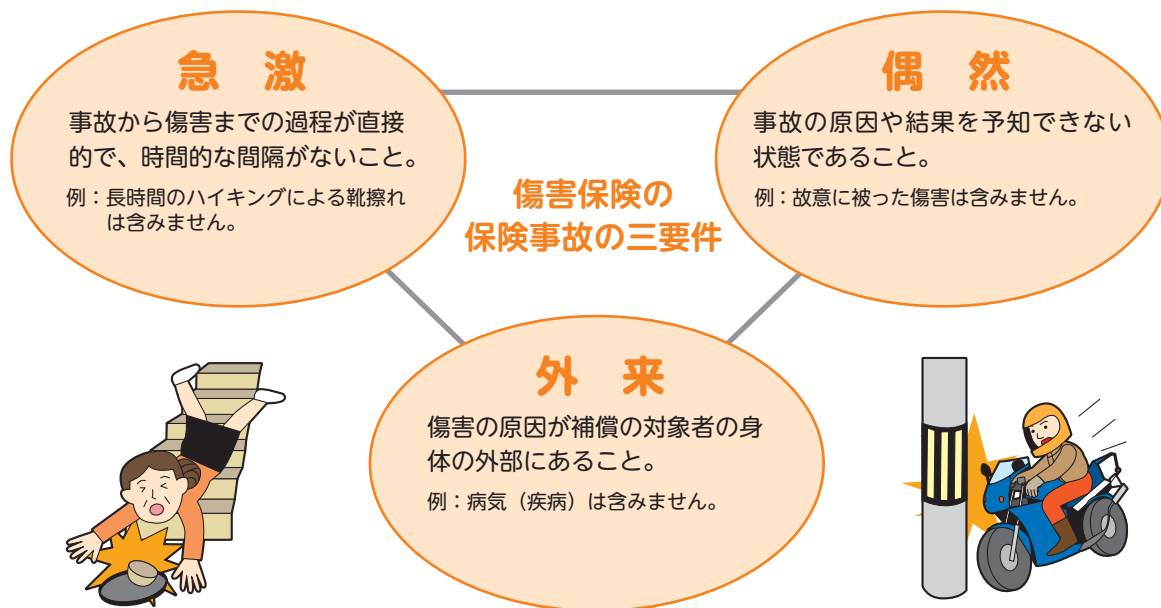 急 激
事故から傷害までの過程が直接
的で、時間的な間隔がないこと。
例：長時間のハイキングによる靴擦れ
は含みません。
偶 然
事故の原因や結果を予知できない
状態であること。
例：故意に被った傷害は含みません。
傷害保険の
保険事故の三要件
外 来
傷害の原因が補償の対象者の身
体の外部にあること。
例：病気（疾病）は含みません。